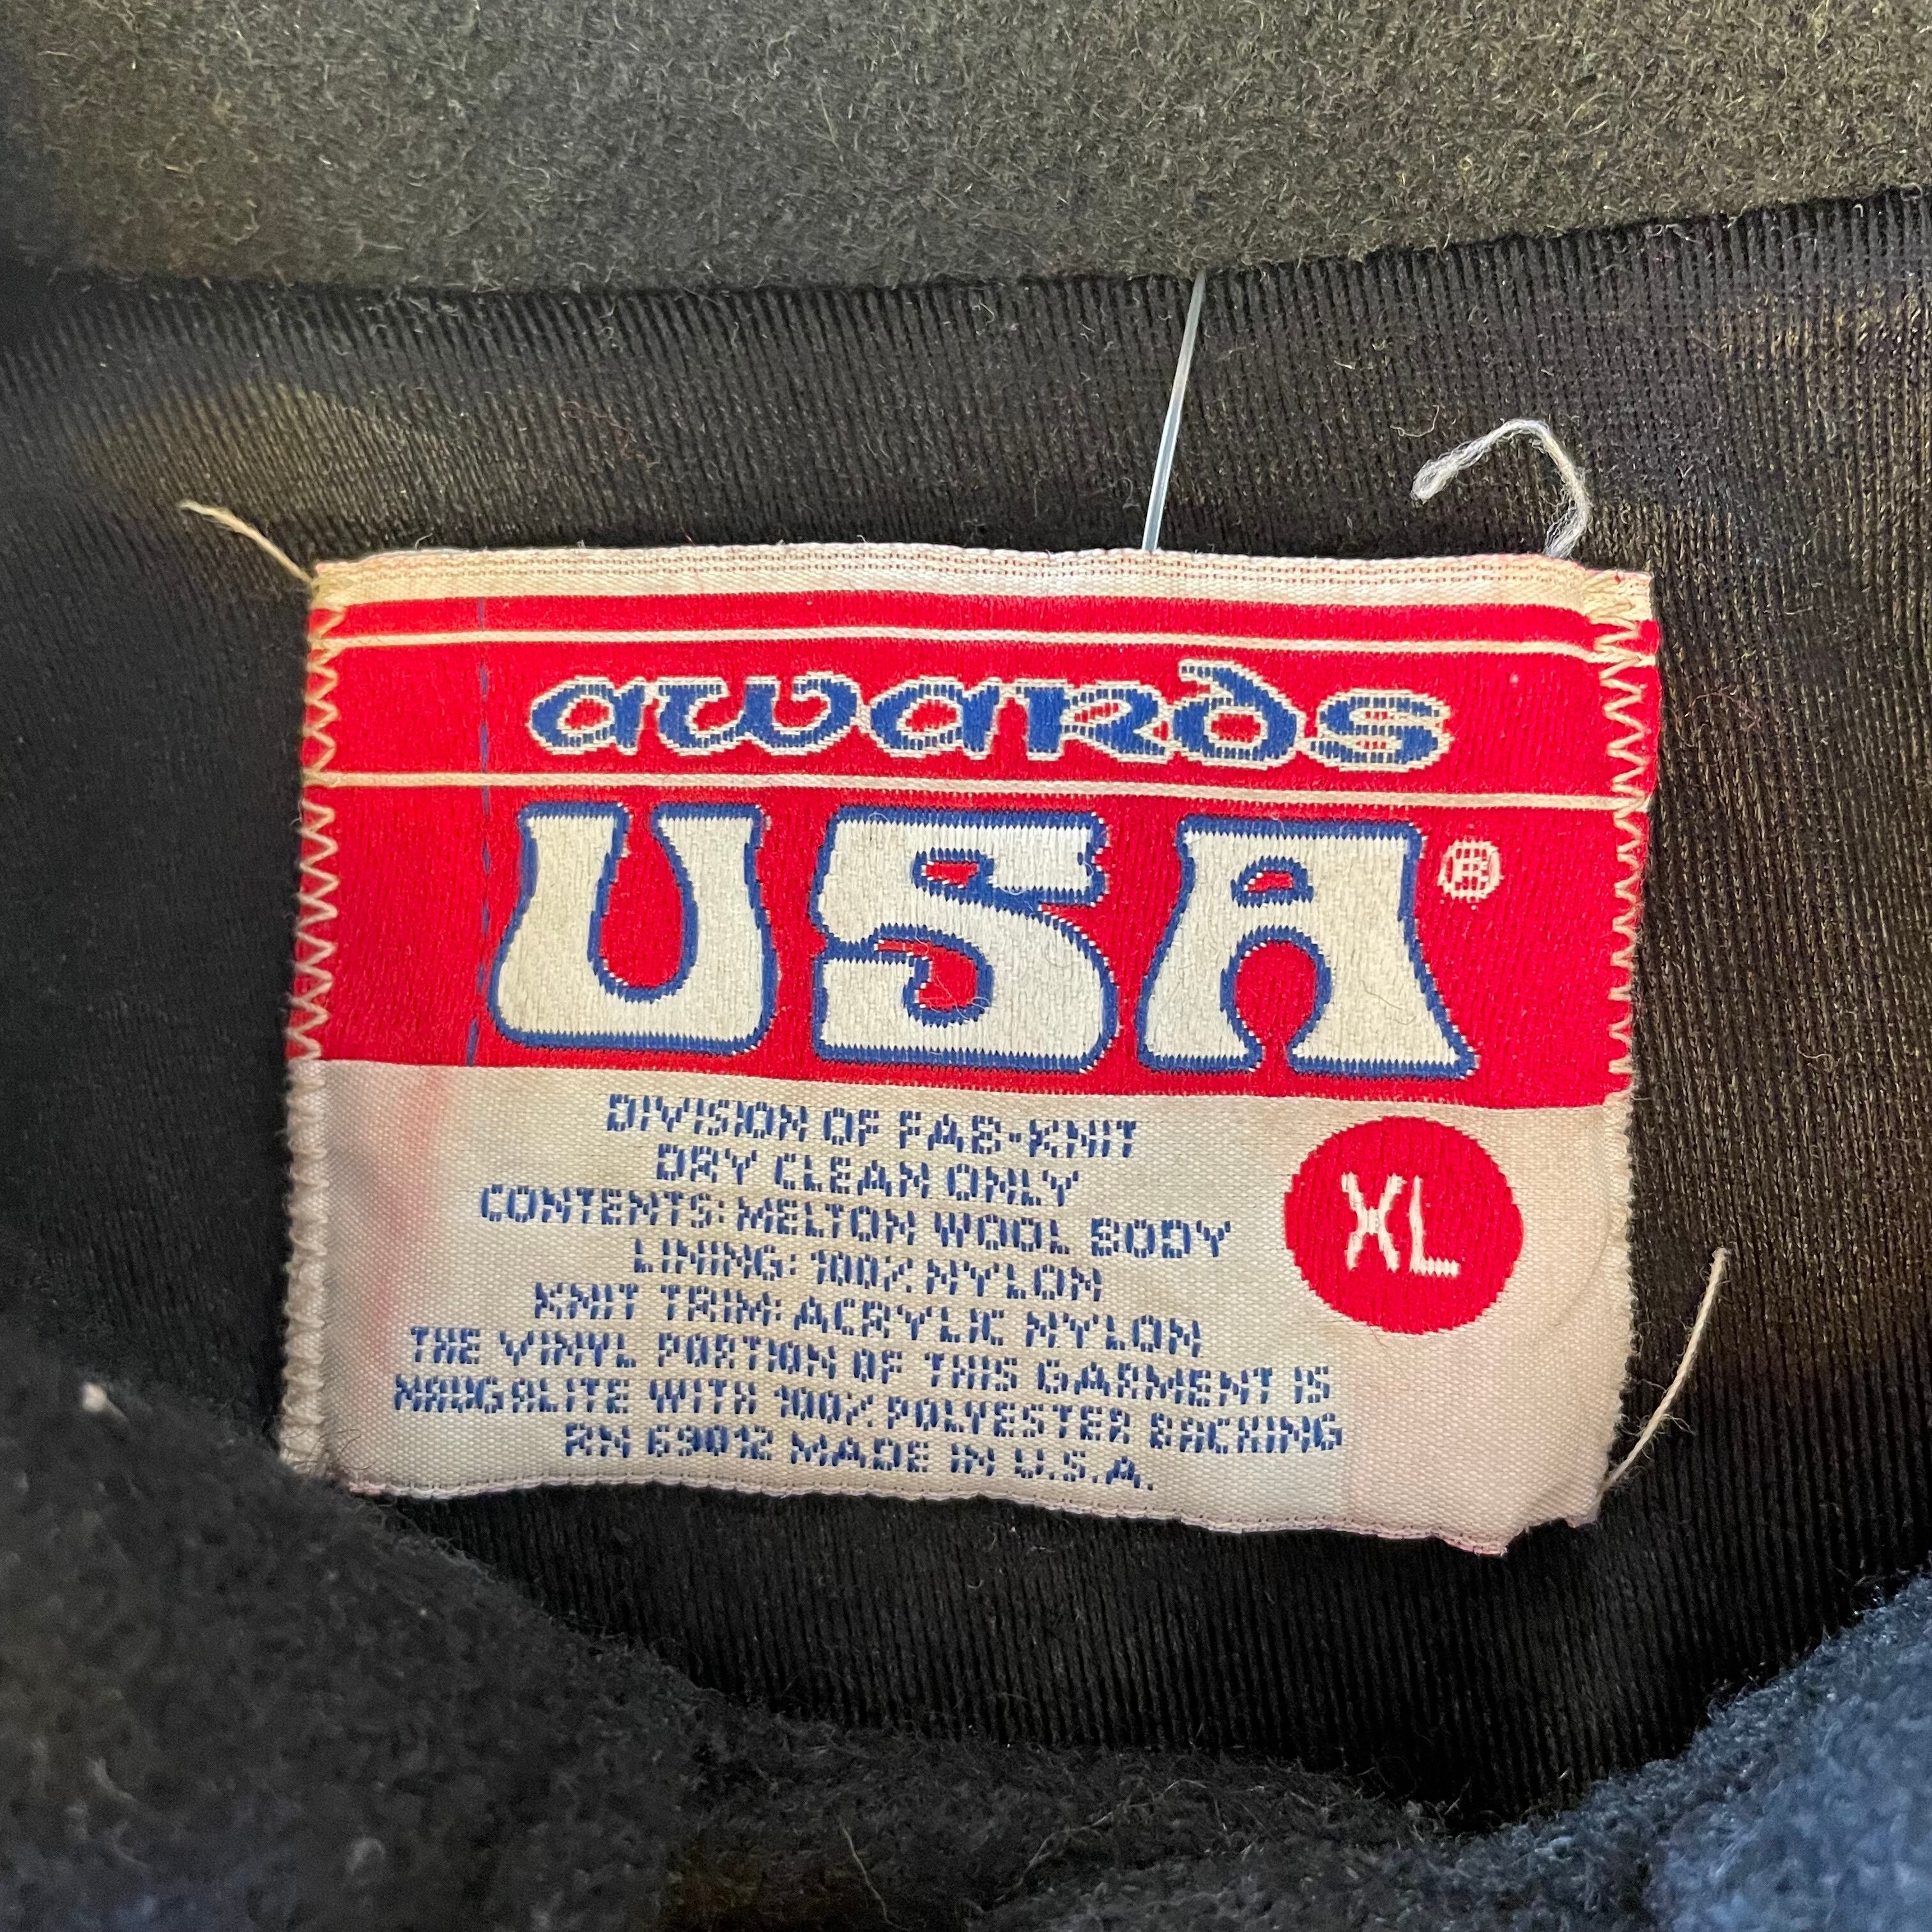 awards
USA®
DIVISION OF FAB-KNIT
DRY CLEAN ONLY
CONTENTS: MELTON WOOL BODY
LINING: 100% NYLON
KNIT TRIM: ACRYLIC NYLON
THE VINYL PORTION OF THIS GARMENT IS
NAUGALITE WITH 100% POLYESTER BACKING
RN 69012 MADE IN U.S.A.
XL